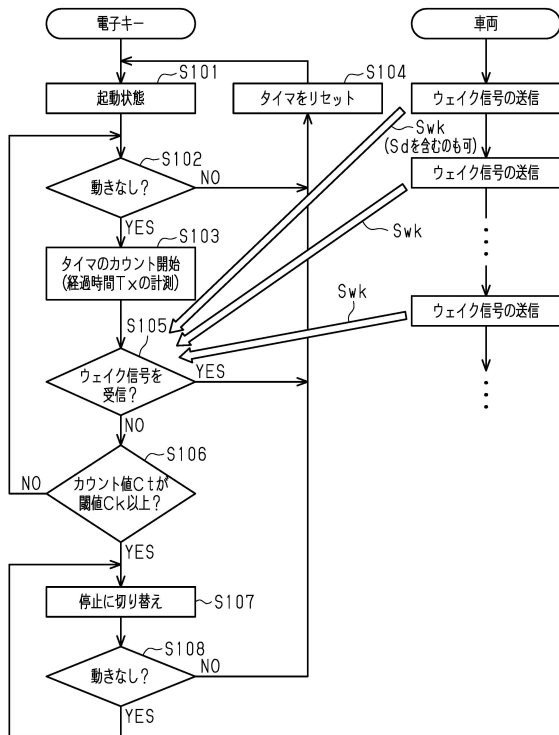 電子キー
車両
S101
起動状態
S104
タイマをリセット
ウェイク信号の送信
Swk
(Sdを含むのも可)
S102
動きなし?
NO
YES
ウェイク信号の送信
S103
タイマのカウント開始
(経過時間Txの計測)
Swk
Swk
ウェイク信号の送信
S105
ウェイク信号を
受信?
YES
NO
S106
カウント値Ctが
閾値Ck以上?
NO
YES
停止に切り替え
S107
S108
動きなし?
NO
YES